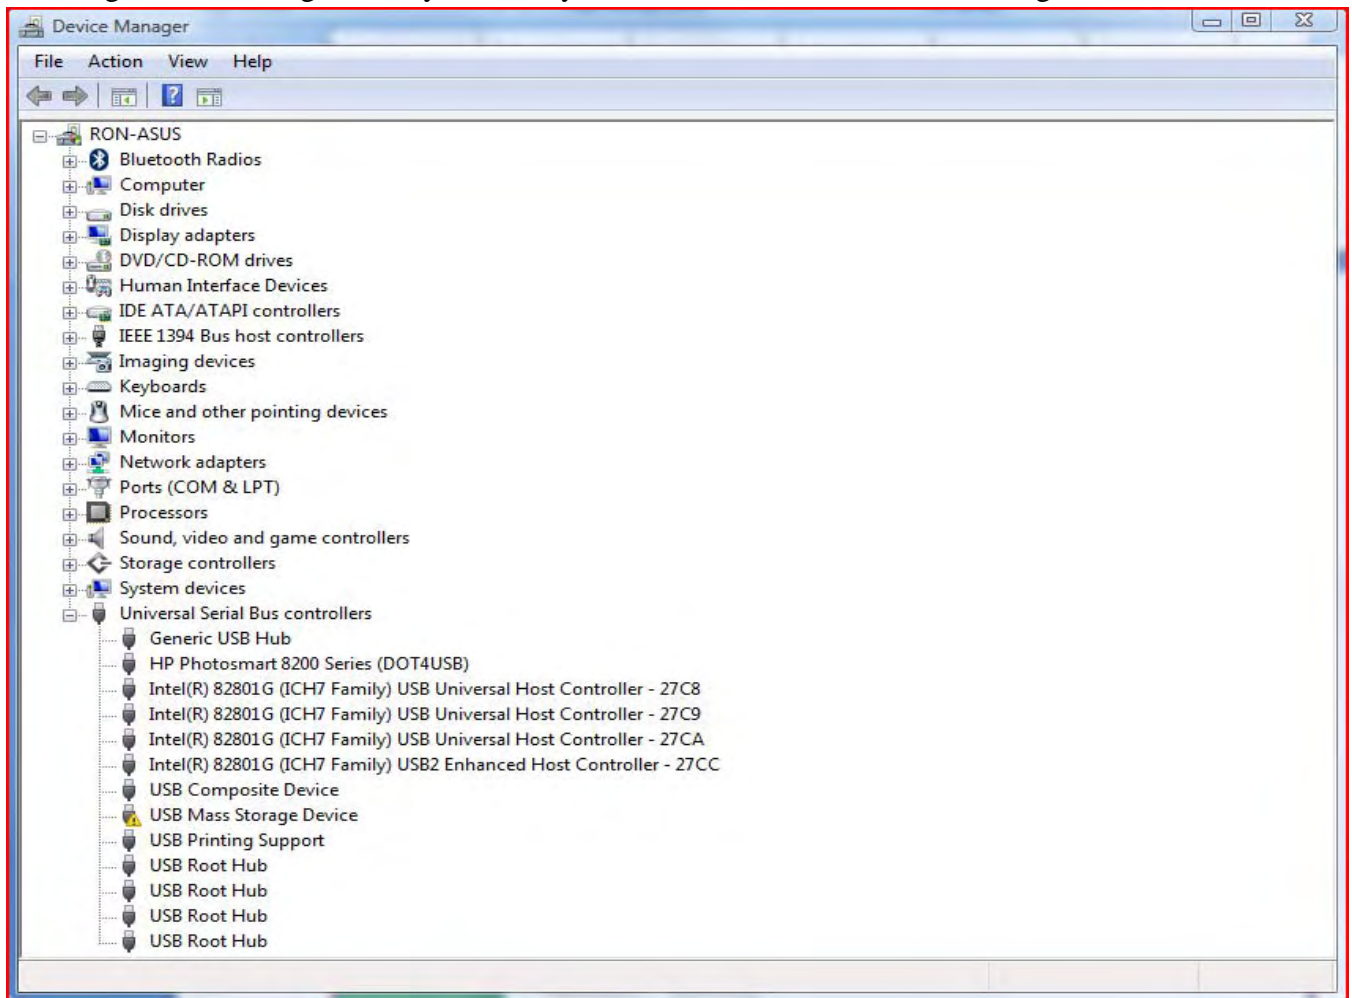 Device Manager
File Action View Help
RON-ASUS
Bluetooth Radios
Computer
Disk drives
Display adapters
DVD/CD-ROM drives
Human Interface Devices
IDE ATA/ATAPI controllers
IEEE 1394 Bus host controllers
Imaging devices
Keyboards
Mice and other pointing devices
Monitors
Network adapters
Ports (COM & LPT)
Processors
Sound, video and game controllers
Storage controllers
System devices
Universal Serial Bus controllers
Generic USB Hub
HP Photosmart 8200 Series (DOT4USB)
Intel(R) 82801G (ICH7 Family) USB Universal Host Controller - 27C8
Intel(R) 82801G (ICH7 Family) USB Universal Host Controller - 27C9
Intel(R) 82801G (ICH7 Family) USB Universal Host Controller - 27CA
Intel(R) 82801G (ICH7 Family) USB2 Enhanced Host Controller - 27CC
USB Composite Device
USB Mass Storage Device
USB Printing Support
USB Root Hub
USB Root Hub
USB Root Hub
USB Root Hub